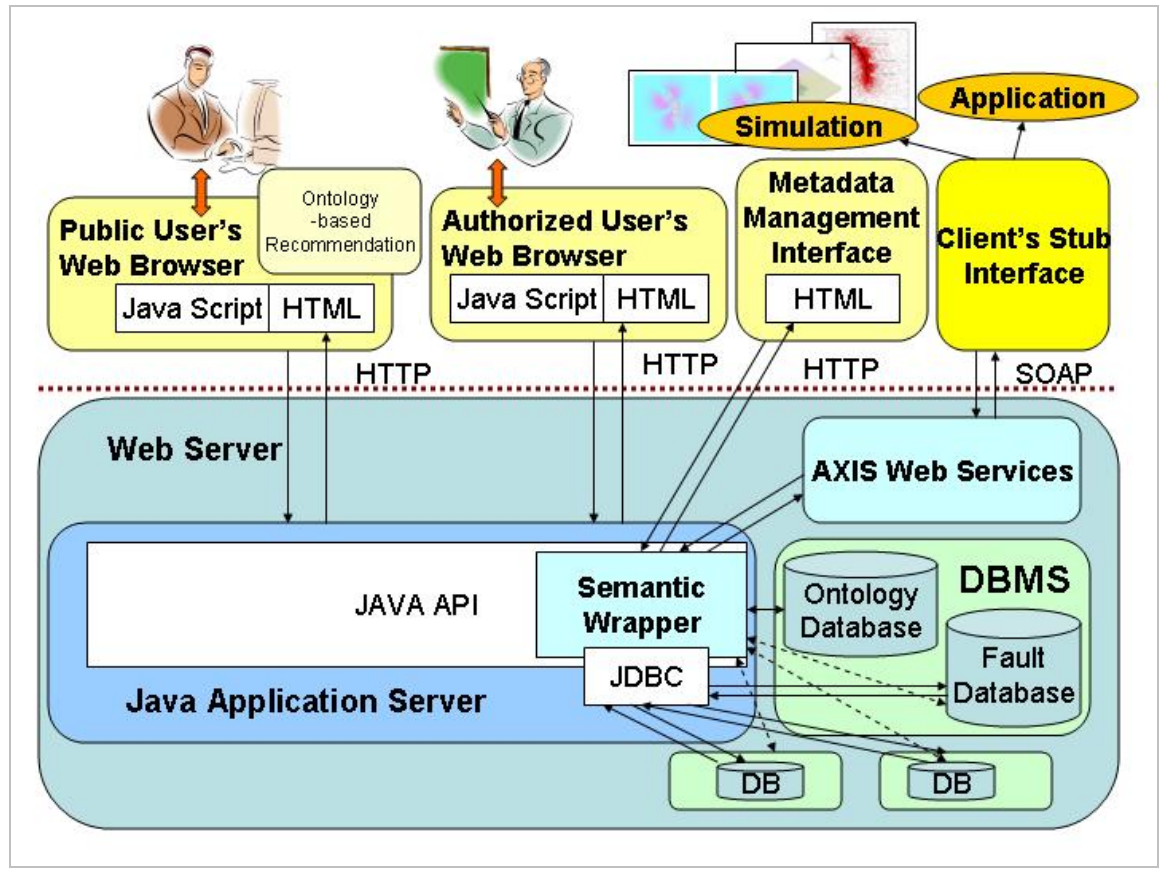 Application
Simulation
Ontology
-based
Recommendation
Public User's
Web Browser
Java Script
HTML
Authorized User's
Web Browser
Java Script
HTML
Metadata
Management
Interface
HTML
Client's Stub
Interface
HTTP
HTTP
HTTP
SOAP
Web Server
AXIS Web Services
JAVA API
Semantic
Wrapper
JDBC
Java Application Server
DBMS
Ontology
Database
Fault
Database
DB
DB